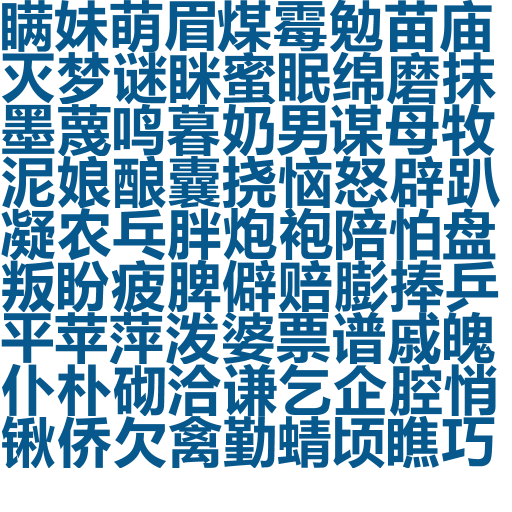 瞒妹萌眉煤霉勉苗庙
灭梦谜眯蜜眠绵磨抹
墨蔑鸣暮奶男谋母牧
泥娘酿囊挠恼怒辟趴
凝农乓胖炮袍陪怕盘
叛盼疲脾僻赔膨捧乒
平苹萍泼婆票谱戚魄
仆朴砌洽谦乞企腔悄
锹侨欠禽勤蜻顷瞧巧